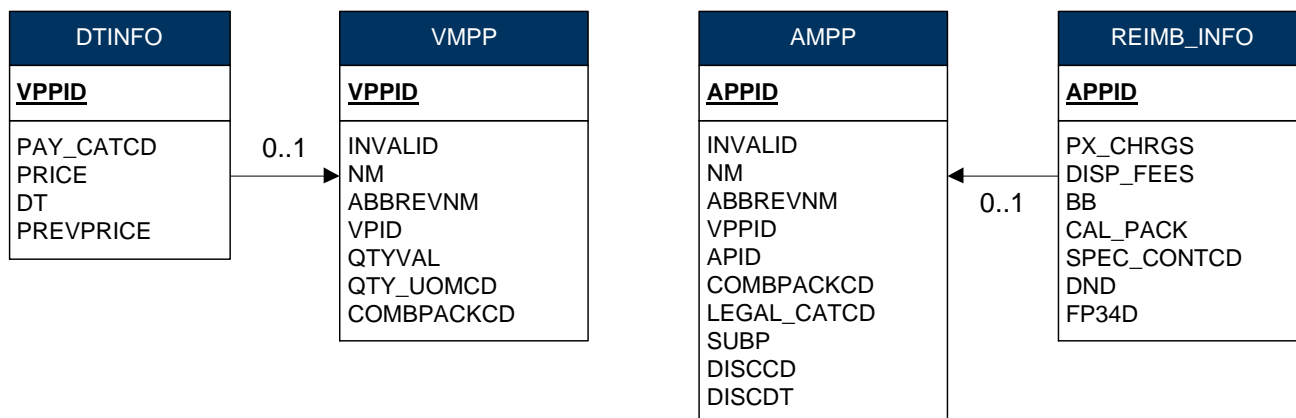 DTINFO
VPPID
PAY_CATCD
PRICE
DT
PREVPRICE
0..1
VMPP
VPPID
INVALID
NM
ABBREVNM
VPID
QTYVAL
QTY_UOMCD
COMBPACKCD
AMPP
APPID
INVALID
NM
ABBREVNM
VPPID
APID
COMBPACKCD
LEGAL_CATCD
SUBP
DISCCD
DISCDT
0..1
REIMB_INFO
APPID
PX_CHRGS
DISP_FEES
BB
CAL_PACK
SPEC_CONTCD
DND
FP34D